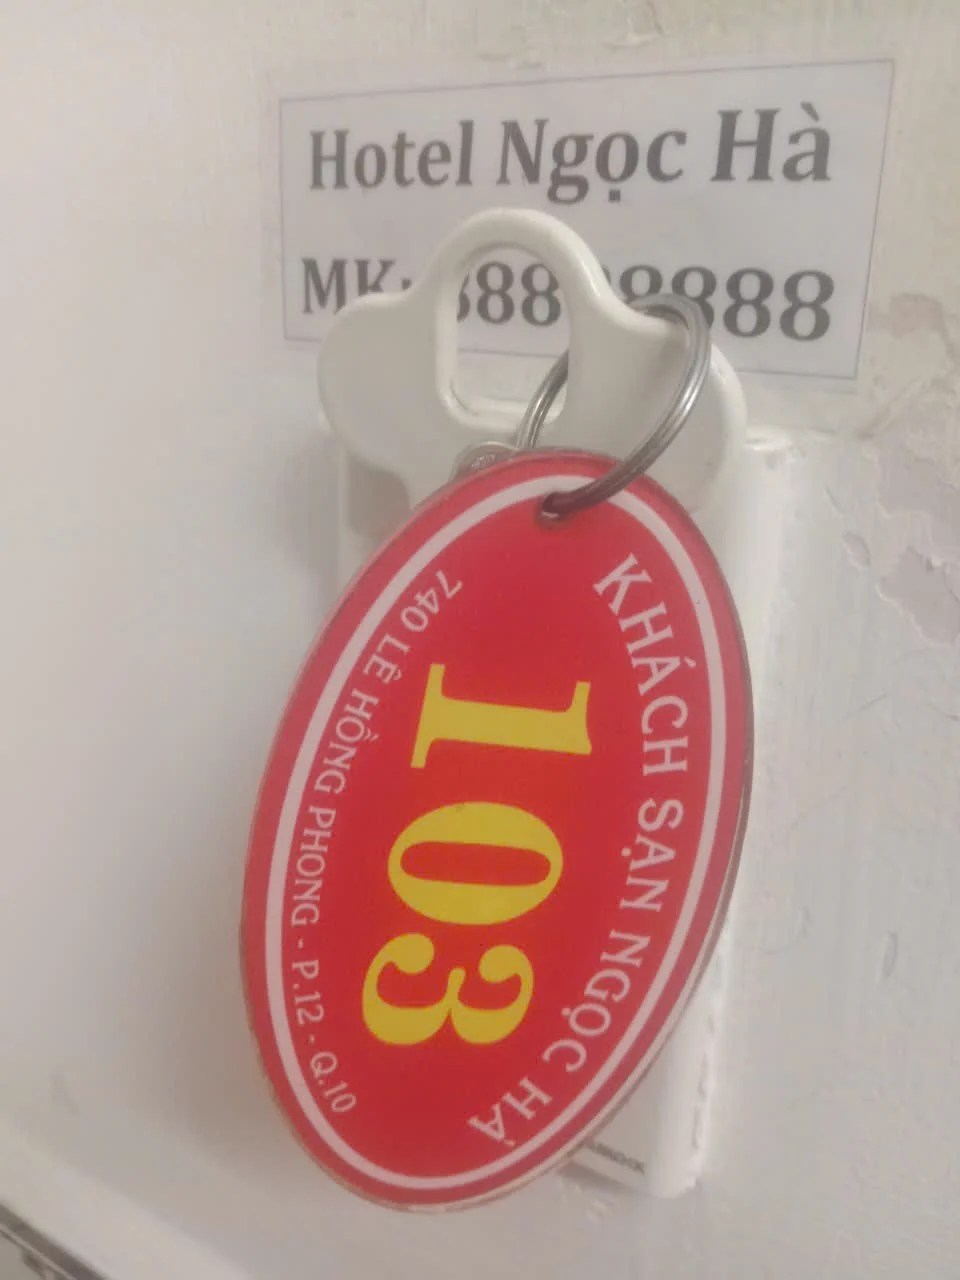 Hotel Ngọc Hà
MK:
KHÁCH SẠN NGỌC HÀ
103
740 LÊ HỒNG PHONG - P.12 - Q.10